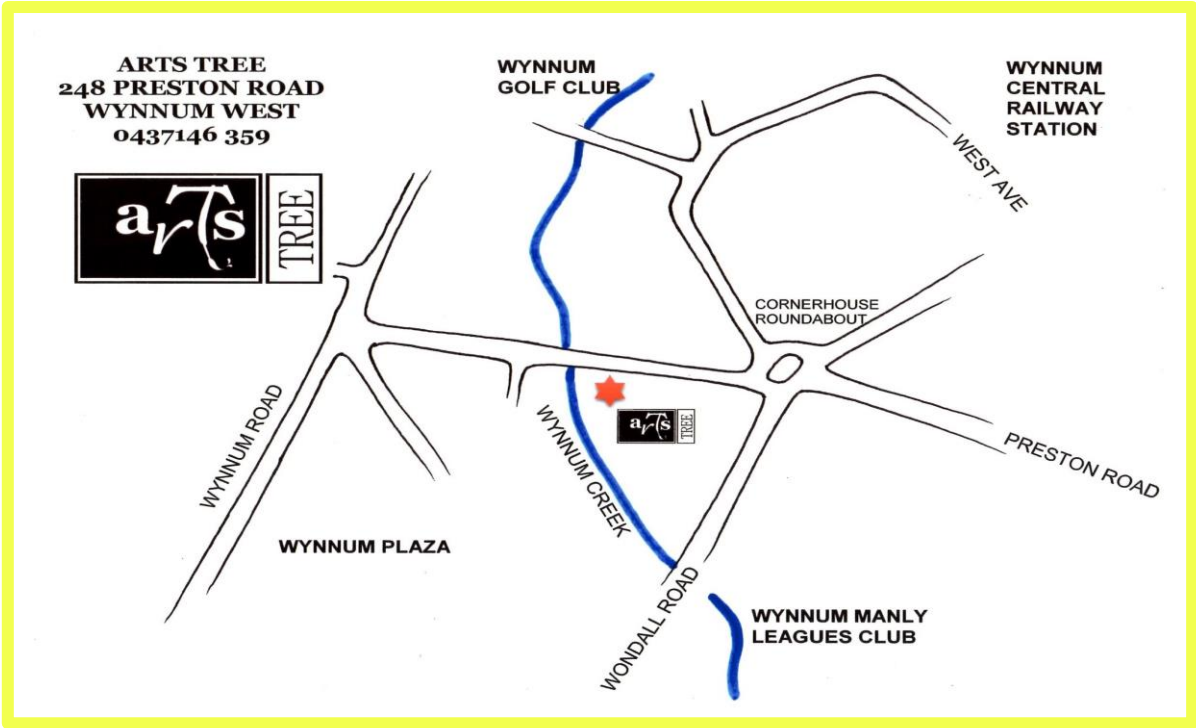 ARTS TREE
248 PRESTON ROAD
WYNNUM WEST
0437146 359
arTs
TREE
WYNNUM
GOLF CLUB
WYNNUM
CENTRAL
RAILWAY
STATION
WEST AVE
CORNERHOUSE
ROUNDABOUT
WYNNUM ROAD
arTs
TREE
WYNNUM CREEK
PRESTON ROAD
WYNNUM PLAZA
WONDALL ROAD
WYNNUM MANLY
LEAGUES CLUB